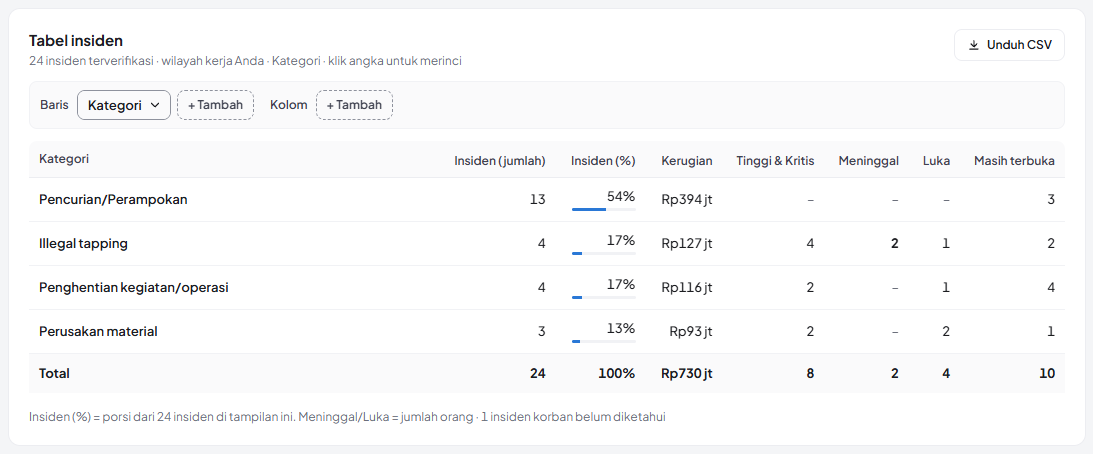 Tabel insiden
Unduh CSV
24 insiden terverifikasi · wilayah kerja Anda · Kategori · klik angka untuk merinci
Baris Kategori + Tambah Kolom + Tambah
Kategori Insiden (jumlah) Insiden (%) Kerugian Tinggi & Kritis Meninggal Luka Masih terbuka
Pencurian/Perampokan 13 54% Rp394 jt – – – 3
Illegal tapping 4 17% Rp127 jt 4 2 1 2
Penghentian kegiatan/operasi 4 17% Rp116 jt 2 – 1 4
Perusakan material 3 13% Rp93 jt 2 – 2 1
Total 24 100% Rp730 jt 8 2 4 10
Insiden (%) = porsi dari 24 insiden di tampilan ini. Meninggal/Luka = jumlah orang · 1 insiden korban belum diketahui